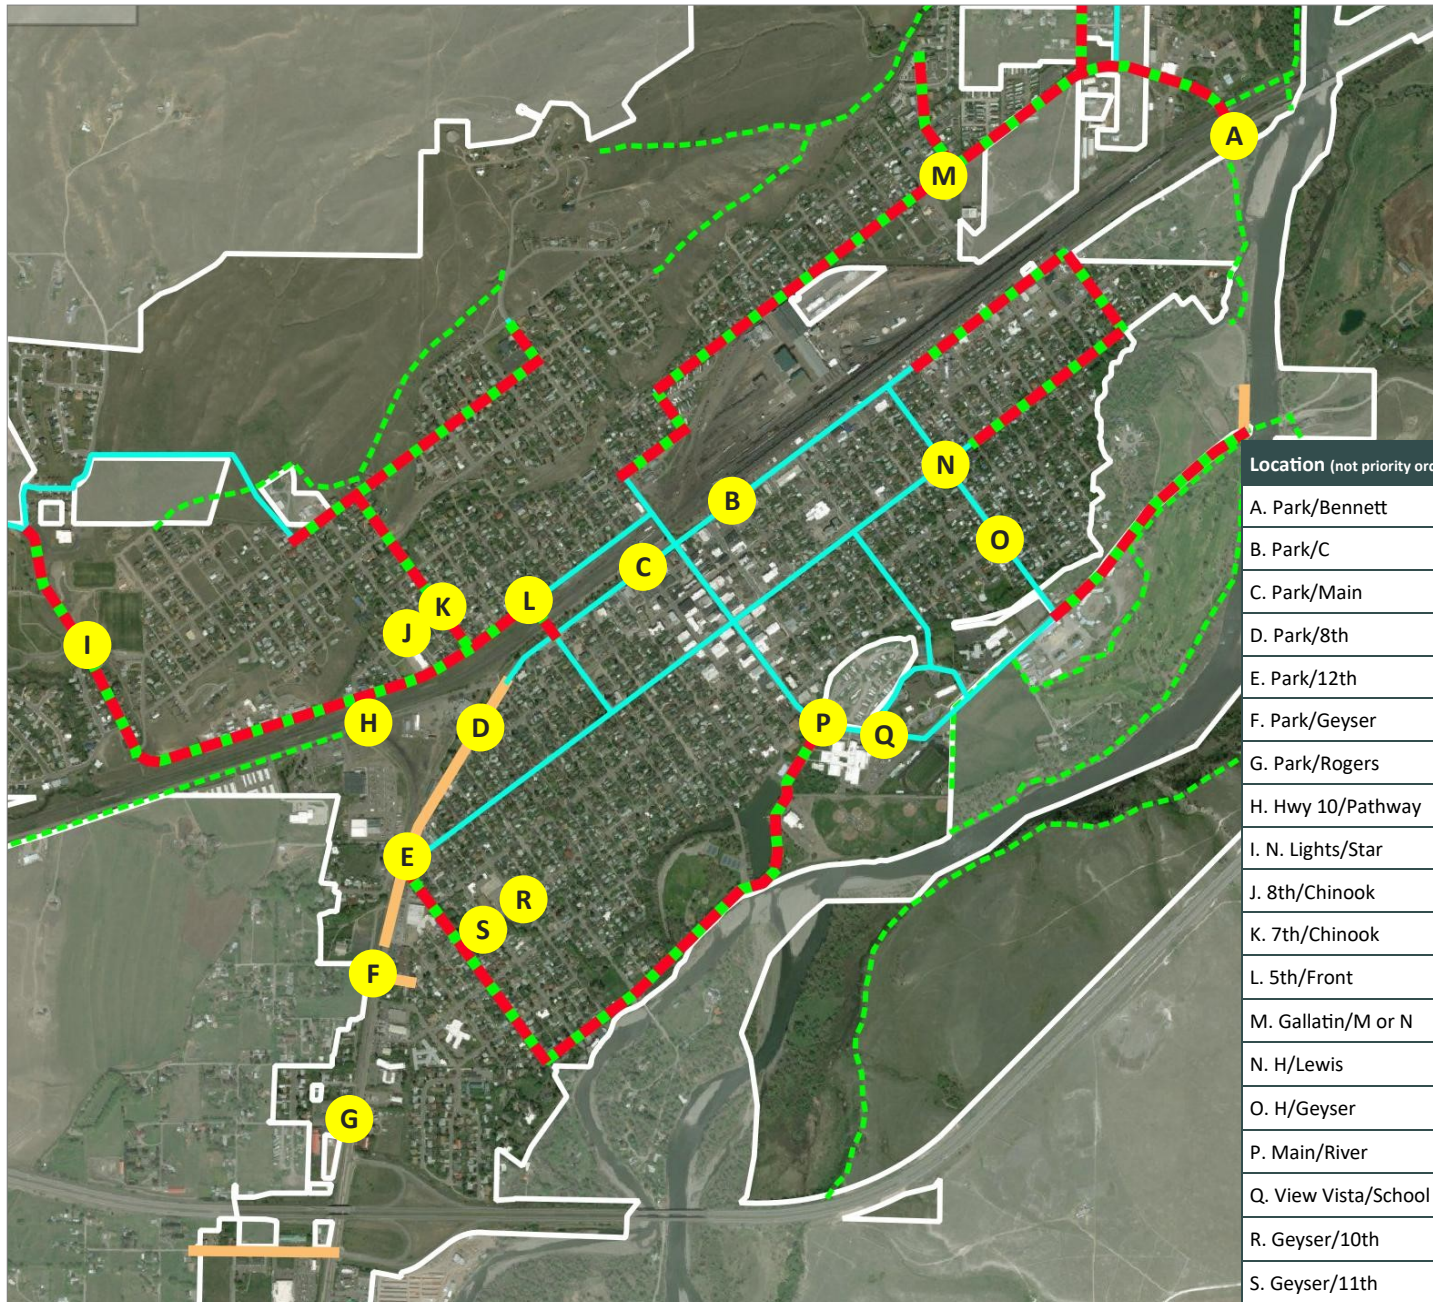 A
M
B
N
C
O
L
K
J
I
H
D
P
Q
E
R
S
F
G
Location (not priority ord
A. Park/Bennett
B. Park/C
C. Park/Main
D. Park/8th
E. Park/12th
F. Park/Geyser
G. Park/Rogers
H. Hwy 10/Pathway
I. N. Lights/Star
J. 8th/Chinook
K. 7th/Chinook
L. 5th/Front
M. Gallatin/M or N
N. H/Lewis
O. H/Geyser
P. Main/River
Q. View Vista/School
R. Geyser/10th
S. Geyser/11th